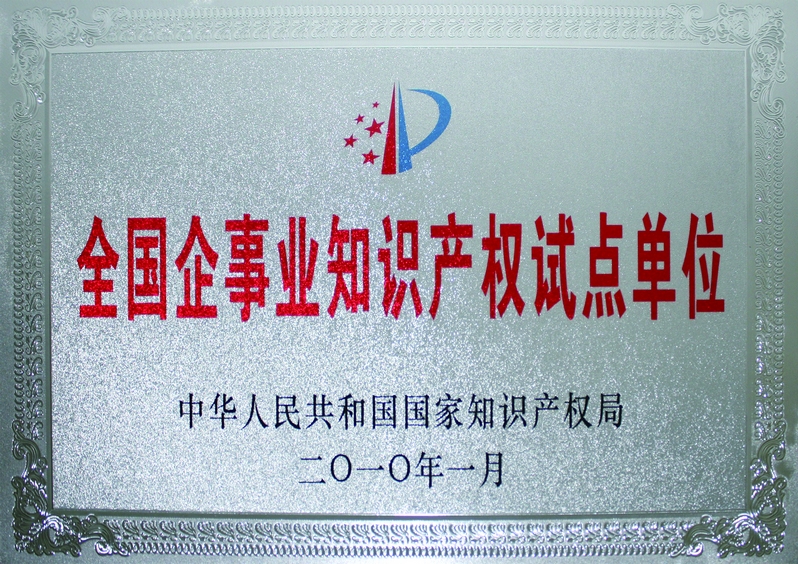 全国企事业知识产权试点单位
中华人民共和国国家知识产权局
二〇一〇年一月